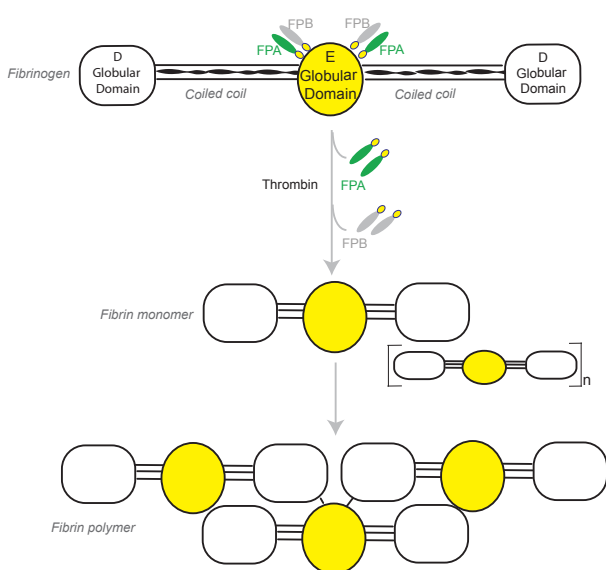 FPB FPB
FPA FPA
D
Globular
Domain
E
Globular
Domain
D
Globular
Domain
Fibrinogen
Coiled coil
Coiled coil
Thrombin
FPA
FPB
Fibrin monomer
n
Fibrin polymer